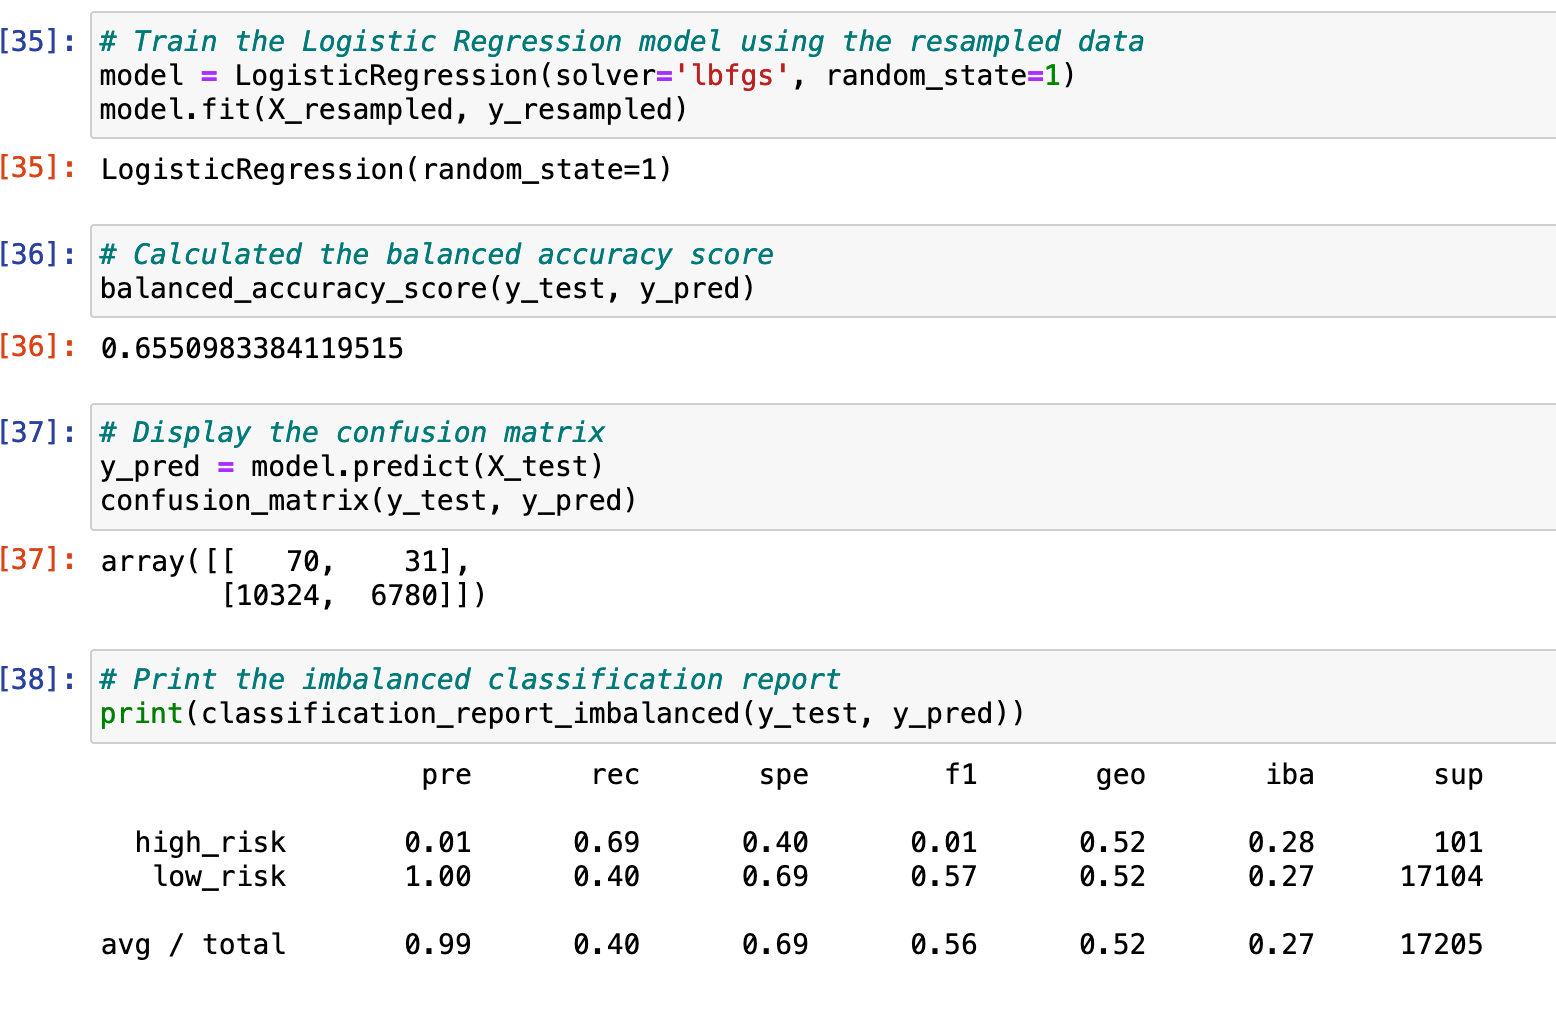 [35]: # Train the Logistic Regression model using the resampled data
model = LogisticRegression(solver='lbfgs', random_state=1)
model.fit(X_resampled, y_resampled)
[35]: LogisticRegression(random_state=1)
[36]: # Calculated the balanced accuracy score
balanced_accuracy_score(y_test, y_pred)
[36]: 0.6550983384119515
[37]: # Display the confusion matrix
y_pred = model.predict(X_test)
confusion_matrix(y_test, y_pred)
[37]: array([[   70,    31],
       [10324,  6780]])
[38]: # Print the imbalanced classification report
print(classification_report_imbalanced(y_test, y_pred))
pre rec spe f1 geo iba sup
high_risk 0.01 0.69 0.40 0.01 0.52 0.28 101
low_risk 1.00 0.40 0.69 0.57 0.52 0.27 17104
avg / total 0.99 0.40 0.69 0.56 0.52 0.27 17205